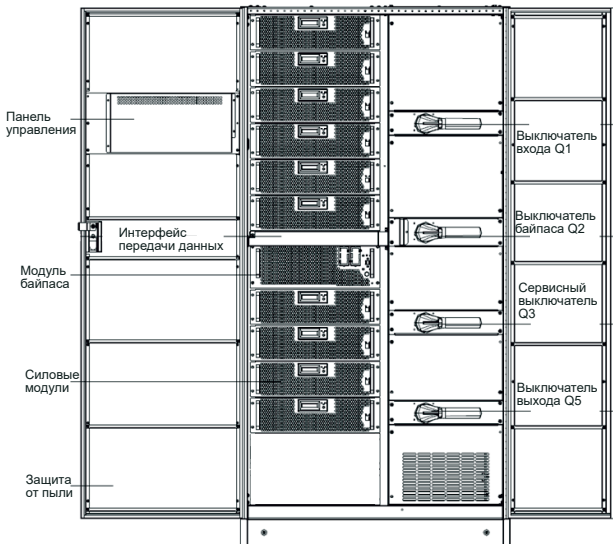 Панель
управления
Интерфейс
передачи данных
Модуль
байпаса
Силовые
модули
Защита
от пыли
Выключатель
входа Q1
Выключатель
байпаса Q2
Сервисный
выключатель
Q3
Выключатель
выхода Q5